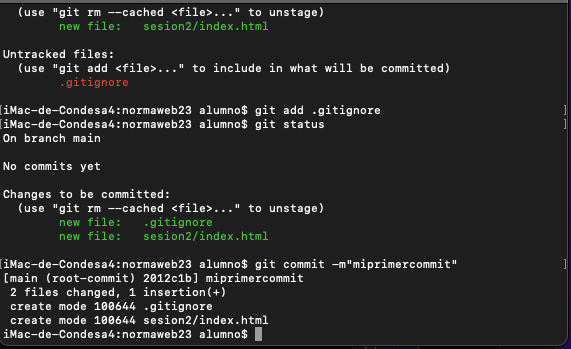 (use "git rm --cached <file>..." to unstage)
new file:   sesion2/index.html
Untracked files:
(use "git add <file>..." to include in what will be committed)
.gitignore
[iMac-de-Condesa4:normaweb23 alumno$ git add .gitignore ]
[iMac-de-Condesa4:normaweb23 alumno$ git status ]
On branch main
No commits yet
Changes to be committed:
(use "git rm --cached <file>..." to unstage)
new file:   .gitignore
new file:   sesion2/index.html
[iMac-de-Condesa4:normaweb23 alumno$ git commit -m"miprimercommit" ]
[main (root-commit) 2012c1b] miprimercommit
2 files changed, 1 insertion(+)
create mode 100644 .gitignore
create mode 100644 sesion2/index.html
iMac-de-Condesa4:normaweb23 alumno$